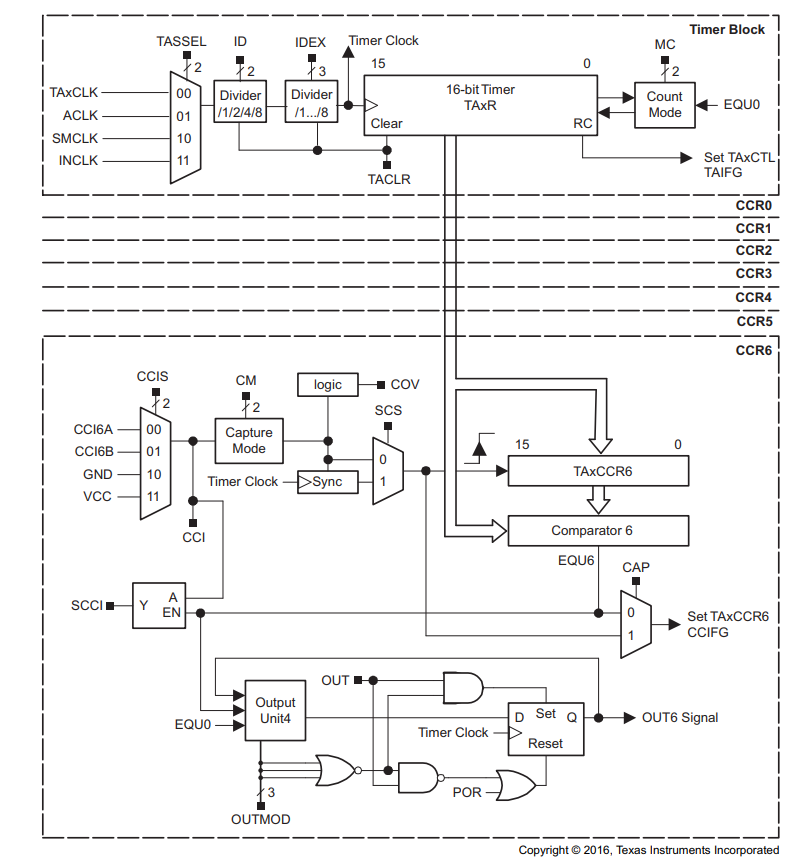 Timer Block
TASSEL
ID
IDEX
Timer Clock
MC
2
2
3
15
0
2
TAxCLK
ACLK
SMCLK
INCLK
00
01
10
11
Divider
/1/2/4/8
Divider
/1.../8
16-bit Timer
TAxR
Clear
RC
Count
Mode
EQU0
TACLR
Set TAxCTL
TAIFG
CCR0
CCR1
CCR2
CCR3
CCR4
CCR5
CCR6
CCIS
2
CM
2
logic
COV
SCS
CCI6A
CCI6B
GND
VCC
00
01
10
11
Capture
Mode
Timer Clock
Sync
0
1
15
0
TAxCCR6
Comparator 6
CCI
EQU6
CAP
SCCI
Y
A
EN
0
1
Set TAxCCR6
CCIFG
OUT
Output
Unit4
EQU0
Timer Clock
D
Set
Q
Reset
OUT6 Signal
3
OUTMOD
POR
Copyright © 2016, Texas Instruments Incorporated